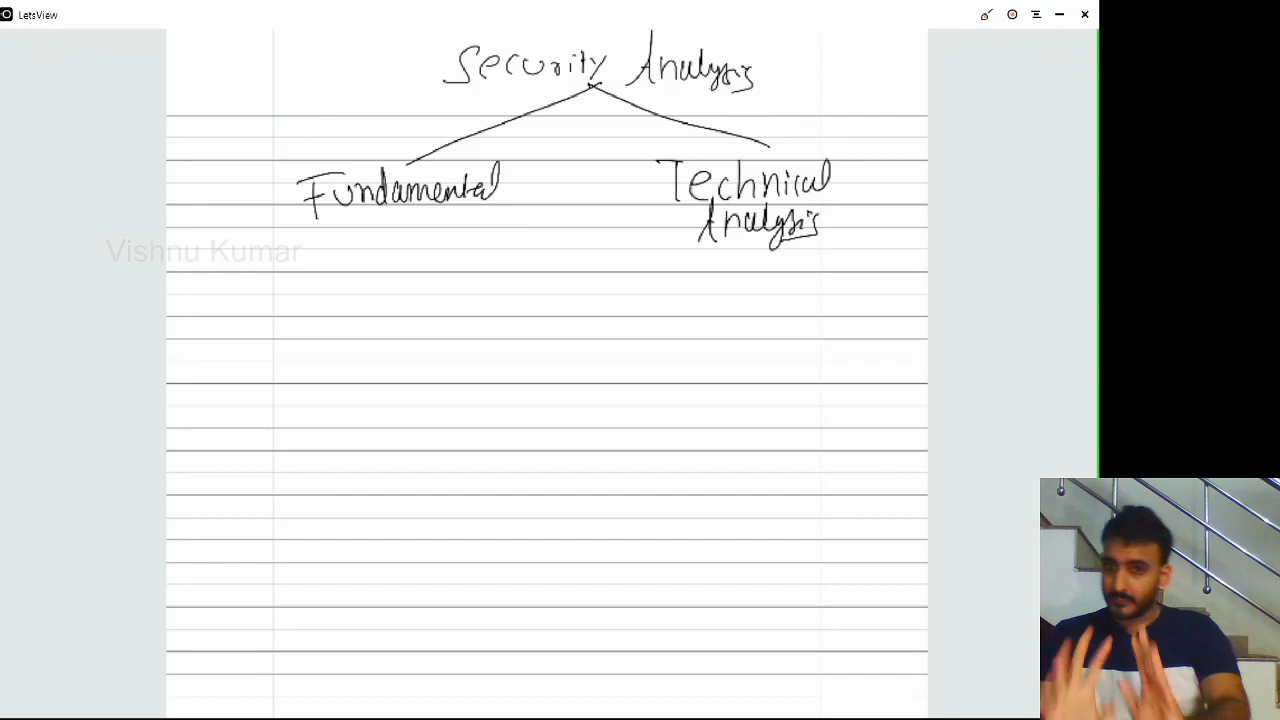 LetsView
Security Analysis
Fundamental
Technical
Analysis
Vishnu Kumar